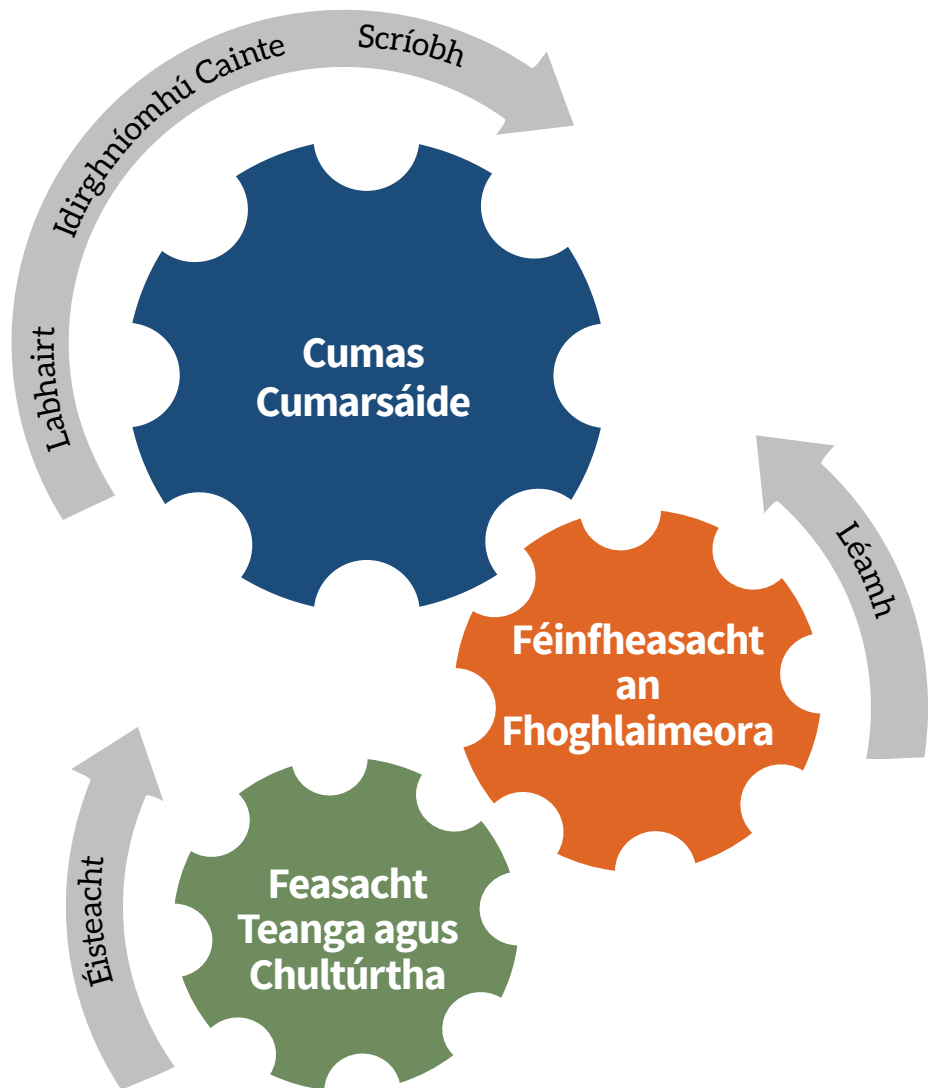 Labhairt
Idirghníomhú Cainte
Scríobh
Cumas
Cumarsáide
Léamh
Féinfheasacht
an
Fhoghlaimeora
Éisteacht
Feasacht
Teanga agus
Chultúrtha